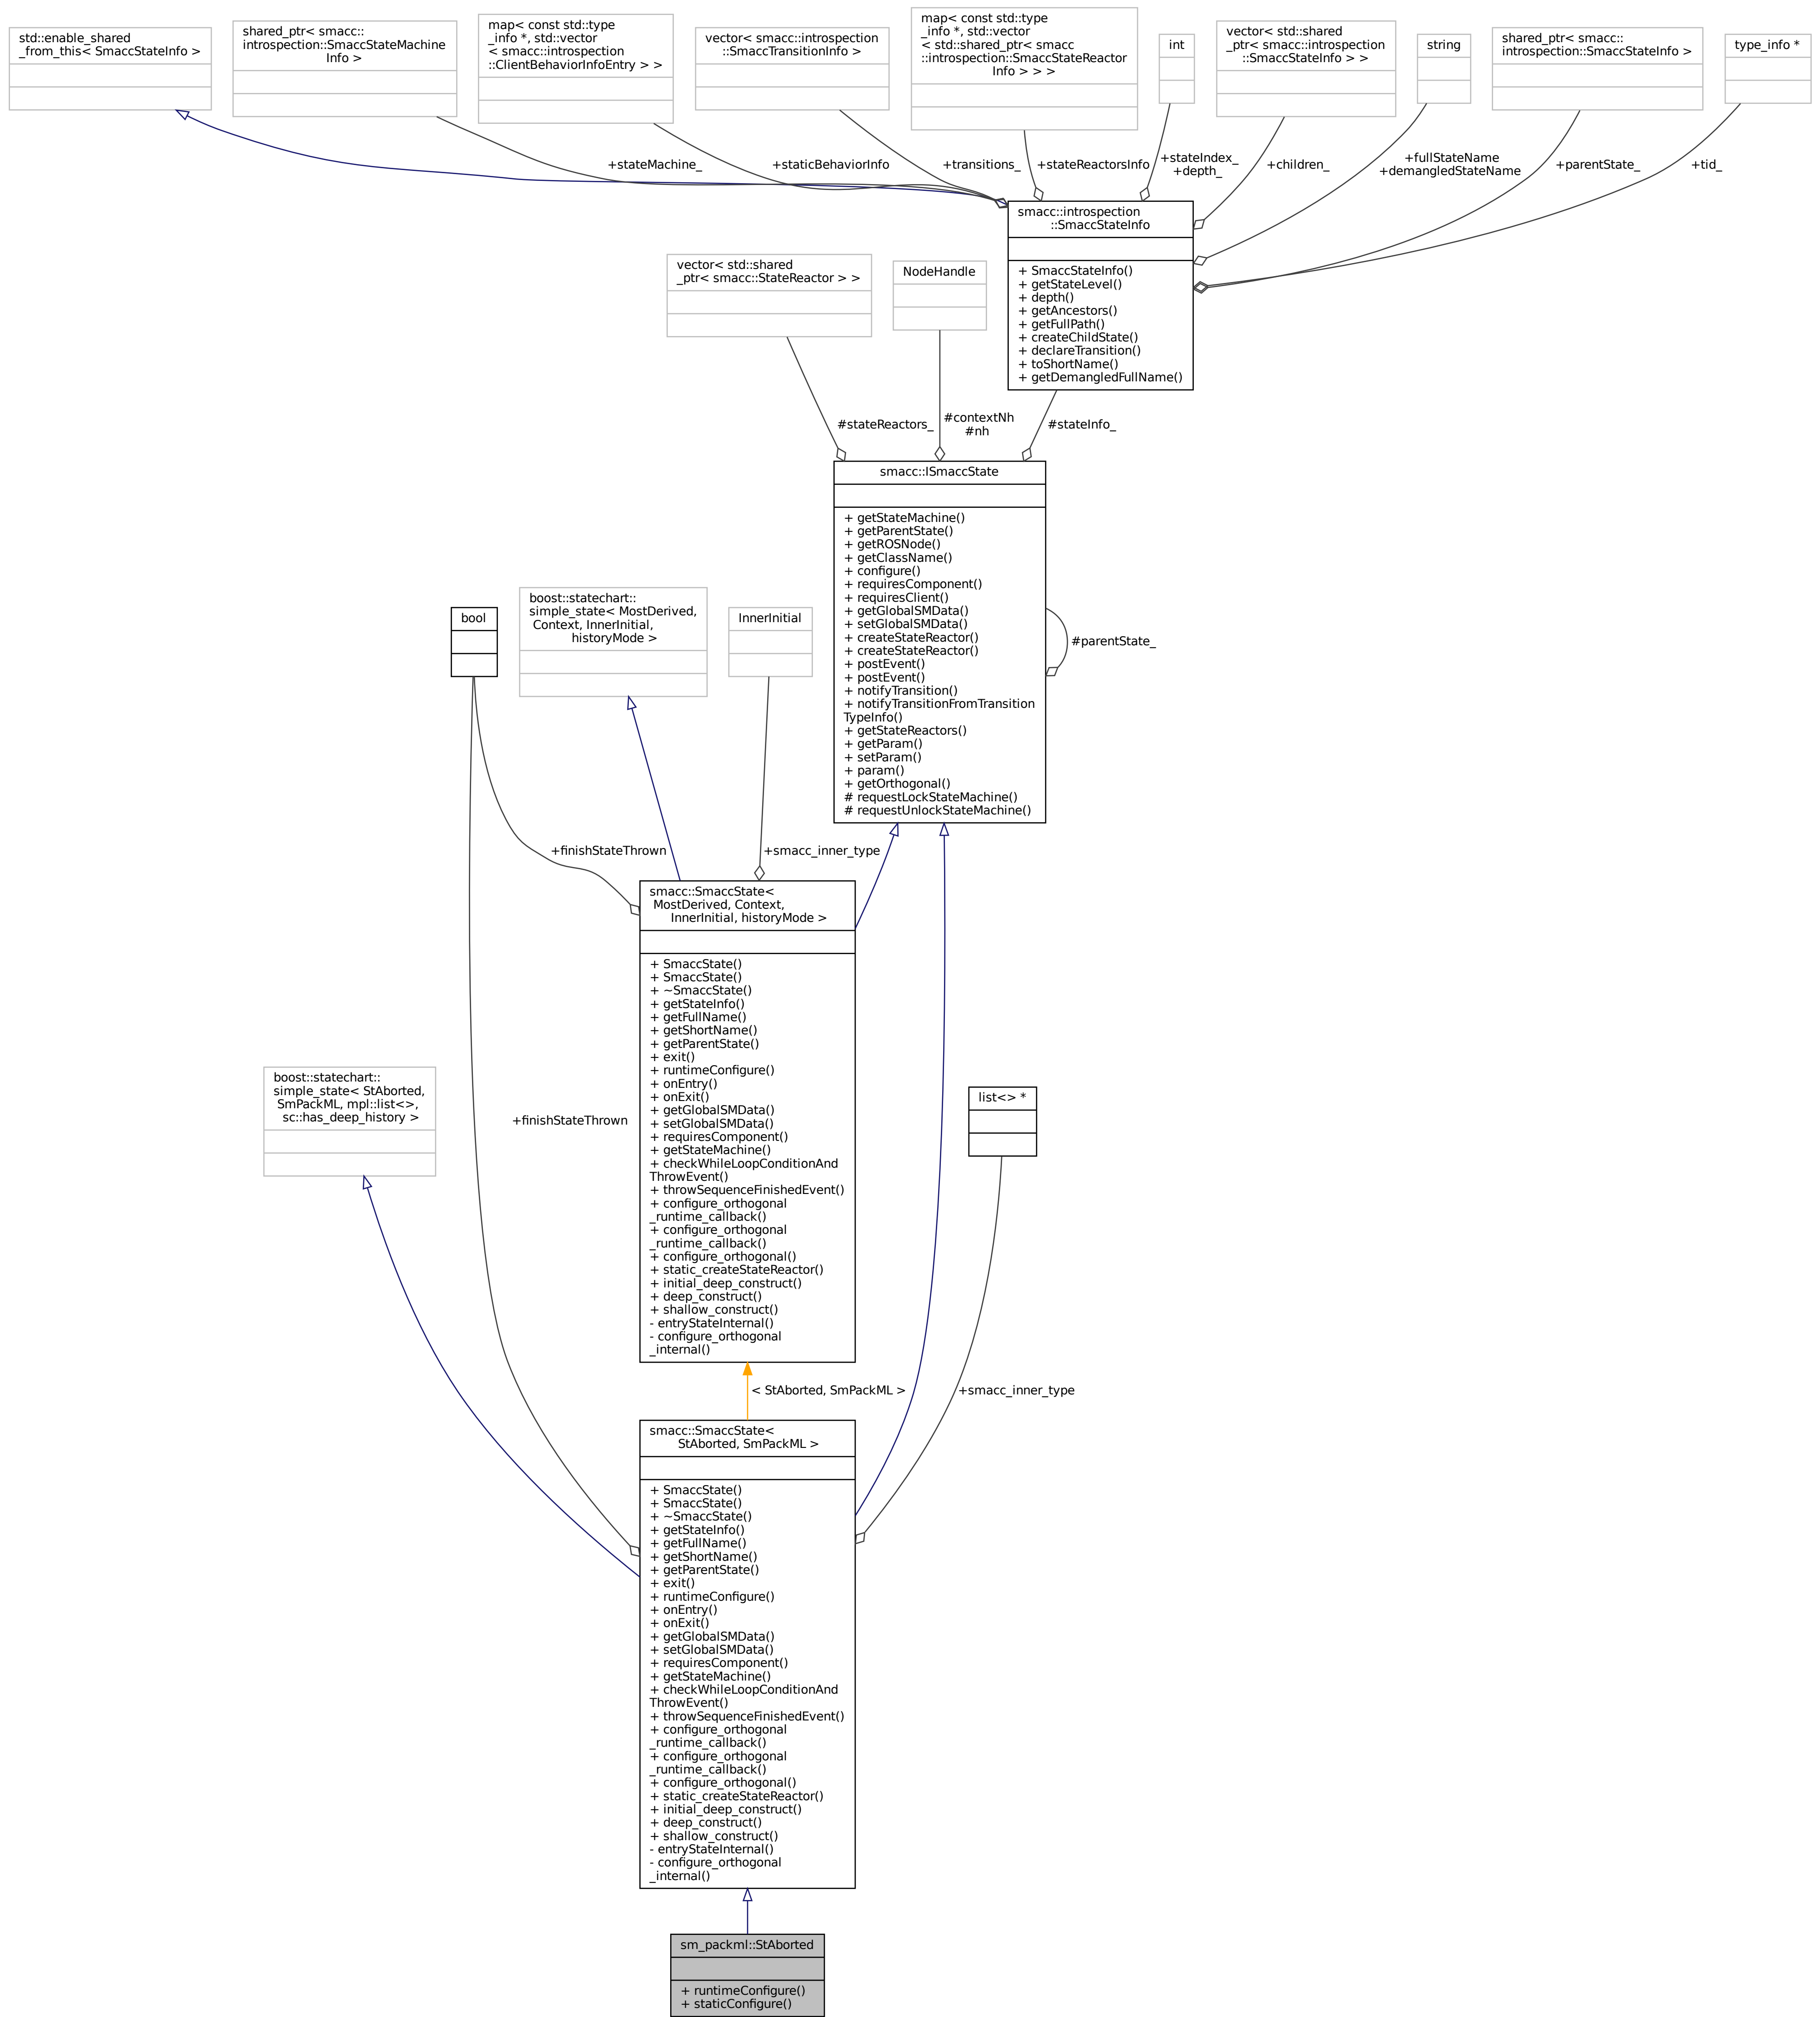 std::enable_shared
_from_this< SmaccStateInfo >
shared_ptr< smacc::
introspection::SmaccStateMachine
Info >
map< const std::type
_info *, std::vector
< smacc::introspection
::ClientBehaviorInfoEntry > >
vector< smacc::introspection
::SmaccTransitionInfo >
map< const std::type
_info *, std::vector
< std::shared_ptr< smacc
::introspection::SmaccStateReactor
Info > > >
int
vector< std::shared
_ptr< smacc::introspection
::SmaccStateInfo > >
string
shared_ptr< smacc::
introspection::SmaccStateInfo >
type_info *
+stateMachine_
+staticBehaviorInfo
+transitions_
+stateReactorsInfo
+stateIndex_
+depth_
+children_
+fullStateName
+demangledStateName
+parentState_
+tid_
smacc::introspection
::SmaccStateInfo
+ SmaccStateInfo()
+ getStateLevel()
+ depth()
+ getAncestors()
+ getFullPath()
+ createChildState()
+ declareTransition()
+ toShortName()
+ getDemangledFullName()
vector< std::shared
_ptr< smacc::StateReactor > >
NodeHandle
#stateReactors_
#contextNh
#nh
#stateInfo_
smacc::ISmaccState
+ getStateMachine()
+ getParentState()
+ getROSNode()
+ getClassName()
+ configure()
+ requiresComponent()
+ requiresClient()
+ getGlobalSMData()
+ setGlobalSMData()
+ createStateReactor()
+ createStateReactor()
+ postEvent()
+ postEvent()
+ notifyTransition()
+ notifyTransitionFromTransition
TypeInfo()
+ getStateReactors()
+ getParam()
+ setParam()
+ param()
+ getOrthogonal()
# requestLockStateMachine()
# requestUnlockStateMachine()
#parentState_
bool
boost::statechart::
simple_state< MostDerived,
Context, InnerInitial,
historyMode >
InnerInitial
+finishStateThrown
+smacc_inner_type
smacc::SmaccState<
MostDerived, Context,
InnerInitial, historyMode >
+ SmaccState()
+ SmaccState()
+ ~SmaccState()
+ getStateInfo()
+ getFullName()
+ getShortName()
+ getParentState()
+ exit()
+ runtimeConfigure()
+ onEntry()
+ onExit()
+ getGlobalSMData()
+ setGlobalSMData()
+ requiresComponent()
+ getStateMachine()
+ checkWhileLoopConditionAnd
ThrowEvent()
+ throwSequenceFinishedEvent()
+ configure_orthogonal
_runtime_callback()
+ configure_orthogonal
_runtime_callback()
+ configure_orthogonal()
+ static_createStateReactor()
+ initial_deep_construct()
+ deep_construct()
+ shallow_construct()
- entryStateInternal()
- configure_orthogonal
_internal()
boost::statechart::
simple_state< StAborted,
SmPackML, mpl::list<>,
sc::has_deep_history >
+finishStateThrown
list<> *
< StAborted, SmPackML >
+smacc_inner_type
smacc::SmaccState<
StAborted, SmPackML >
+ SmaccState()
+ SmaccState()
+ ~SmaccState()
+ getStateInfo()
+ getFullName()
+ getShortName()
+ getParentState()
+ exit()
+ runtimeConfigure()
+ onEntry()
+ onExit()
+ getGlobalSMData()
+ setGlobalSMData()
+ requiresComponent()
+ getStateMachine()
+ checkWhileLoopConditionAnd
ThrowEvent()
+ throwSequenceFinishedEvent()
+ configure_orthogonal
_runtime_callback()
+ configure_orthogonal
_runtime_callback()
+ configure_orthogonal()
+ static_createStateReactor()
+ initial_deep_construct()
+ deep_construct()
+ shallow_construct()
- entryStateInternal()
- configure_orthogonal
_internal()
sm_packml::StAborted
+ runtimeConfigure()
+ staticConfigure()